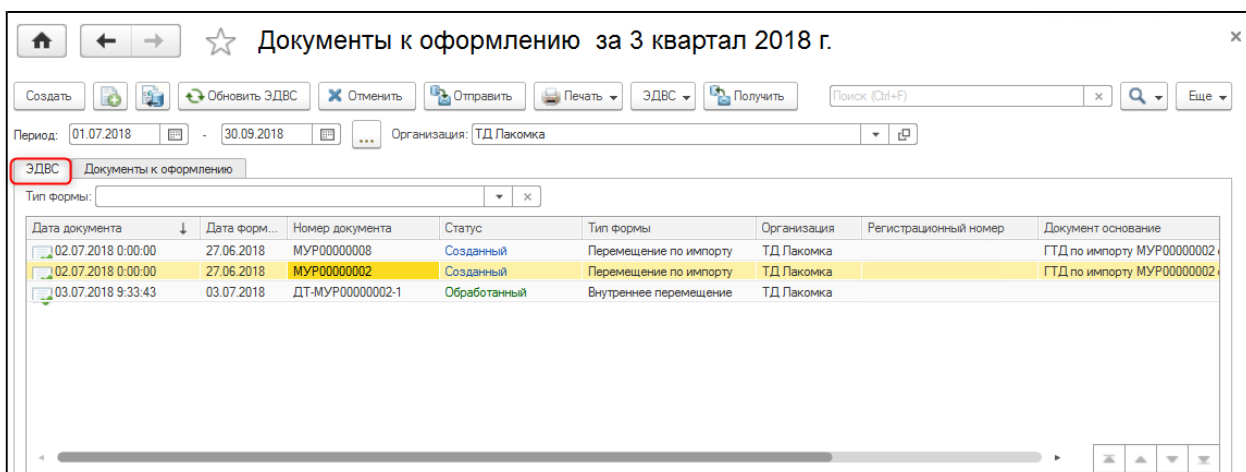 Документы к оформлению за 3 квартал 2018 г.
Создать Обновить ЭДВС Отменить Отправить Печать ЭДВС Получить Поиск (Ctrl+F) Еще
Период: 01.07.2018 - 30.09.2018 ... Организация: ТД Лакомка
ЭДВС Документы к оформлению
Тип формы:
Дата документа Дата форм... Номер документа Статус Тип формы Организация Регистрационный номер Документ основание
02.07.2018 0:00:00 27.06.2018 МУР00000008 Созданный Перемещение по импорту ТД Лакомка ГТД по импорту МУР00000002
02.07.2018 0:00:00 27.06.2018 МУР00000002 Созданный Перемещение по импорту ТД Лакомка ГТД по импорту МУР00000002
03.07.2018 9:33:43 03.07.2018 ДТ-МУР00000002-1 Обработанный Внутреннее перемещение ТД Лакомка